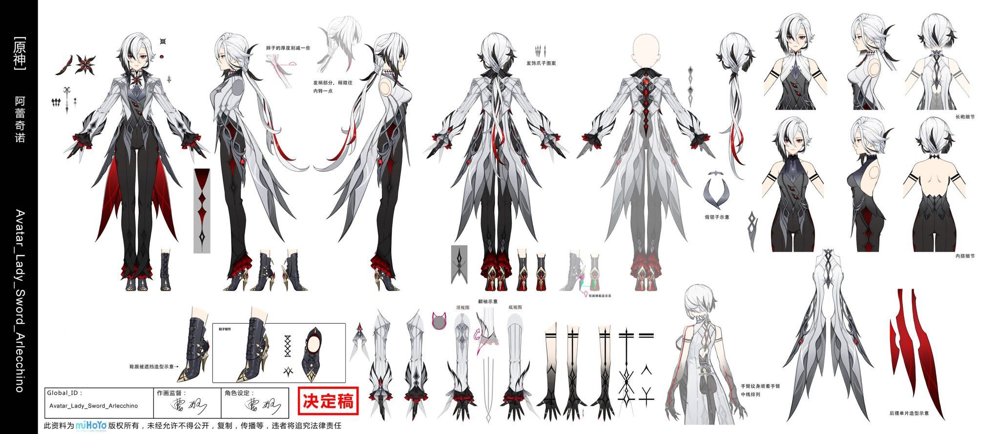 [原神]
阿蕾奇诺
Avatar_Lady_Sword_Arlecchino
辫子的厚度削减一些
发梢部分，稍微往
内转一点
发饰爪子图案
假领子示意
长袍细节
内搭细节
鞋跟横截面示意
翻袖示意
顶视图
底视图
鞋子细节
鞋跟被遮挡造型示意→
手臂纹身顺着手臂
中线排列
后摆单片造型示意
Global_ID：
Avatar_Lady_Sword_Arlecchino
作画监督：
角色设定：
决定稿
此资料为miHoYo版权所有，未经允许不得公开，复制，传播等，违者将追究法律责任